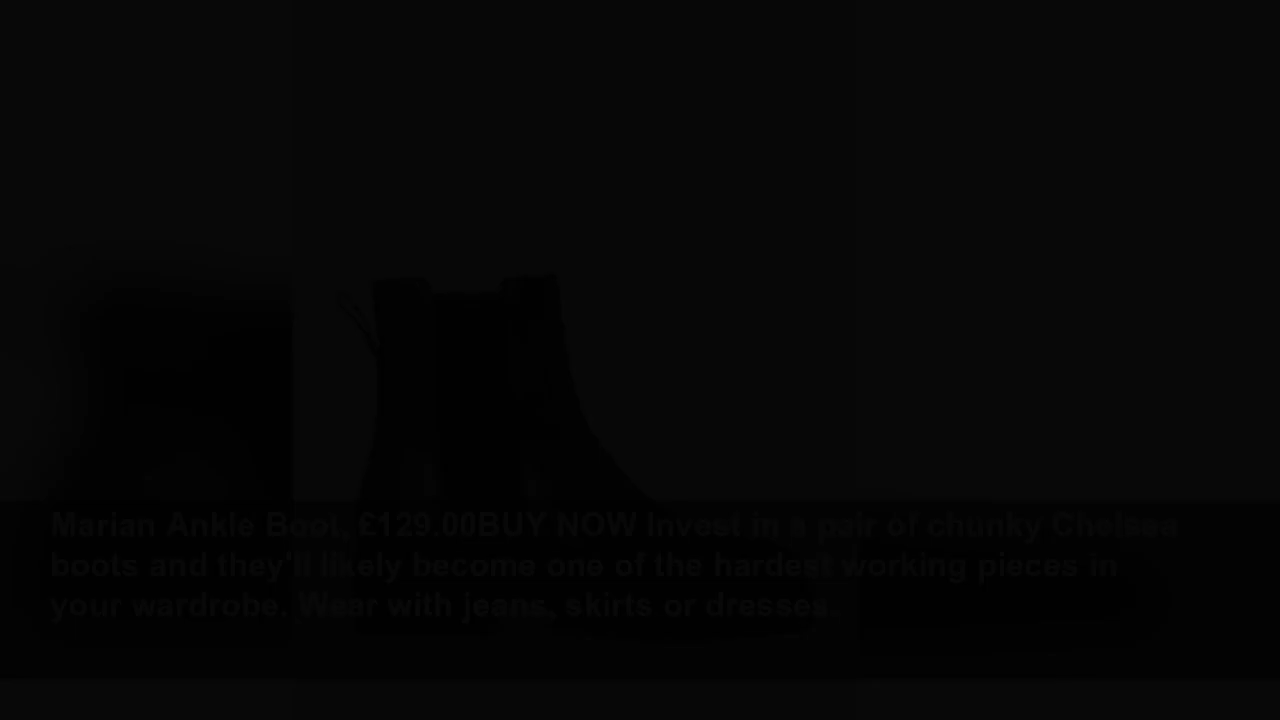 Marian Ankle Boot, £129.00BUY NOW Invest in a pair of chunky Chelsea
boots and they'll likely become one of the hardest working pieces in
your wardrobe. Wear with jeans, skirts or dresses.